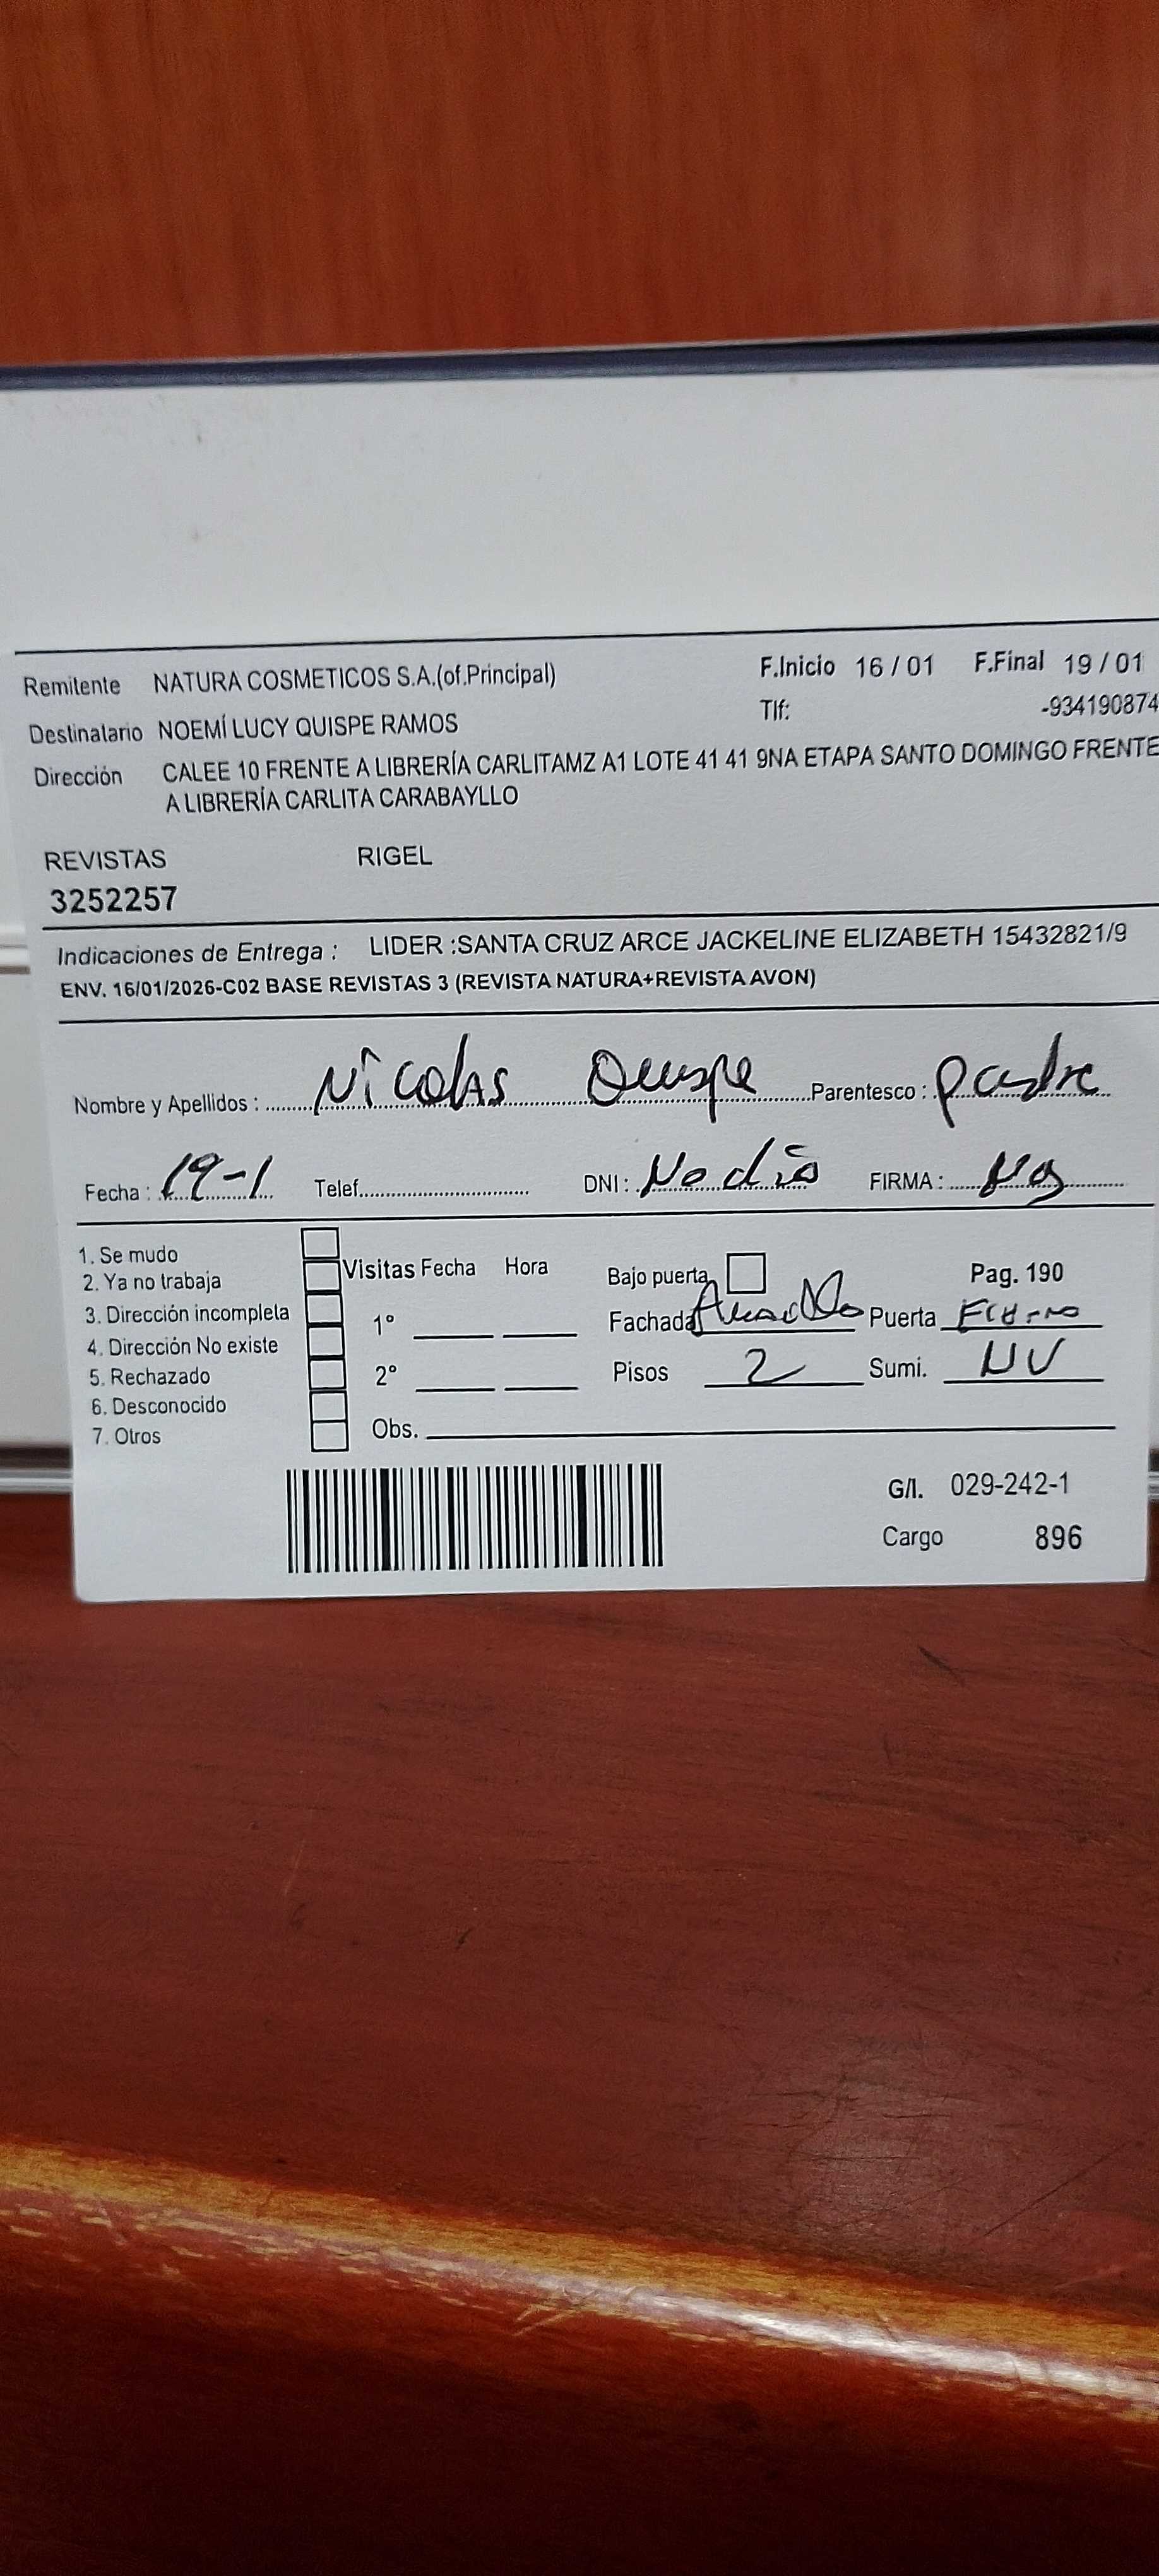 Remitente NATURA COSMETICOS S.A.(of.Principal) F.Inicio 16 / 01 F.Final 19 / 01
Destinatario NOEMÍ LUCY QUISPE RAMOS Tlf: -934190874
Dirección CALEE 10 FRENTE A LIBRERÍA CARLITAMZ A1 LOTE 41 41 9NA ETAPA SANTO DOMINGO FRENTE
A LIBRERÍA CARLITA CARABAYLLO
REVISTAS RIGEL
3252257
Indicaciones de Entrega : LIDER :SANTA CRUZ ARCE JACKELINE ELIZABETH 15432821/9
ENV. 16/01/2026-C02 BASE REVISTAS 3 (REVISTA NATURA+REVISTA AVON)
Nombre y Apellidos : Nicolas Quispe Parentesco : padre
Fecha : 19-1 Telef. DNI : No dio FIRMA :
1. Se mudo
2. Ya no trabaja Visitas Fecha Hora Bajo puerta Pag. 190
3. Dirección incompleta 1° Fachada Puerta
4. Dirección No existe
5. Rechazado 2° Pisos 2 Sumi. NV
6. Desconocido
7. Otros Obs.
G/l. 029-242-1
Cargo 896